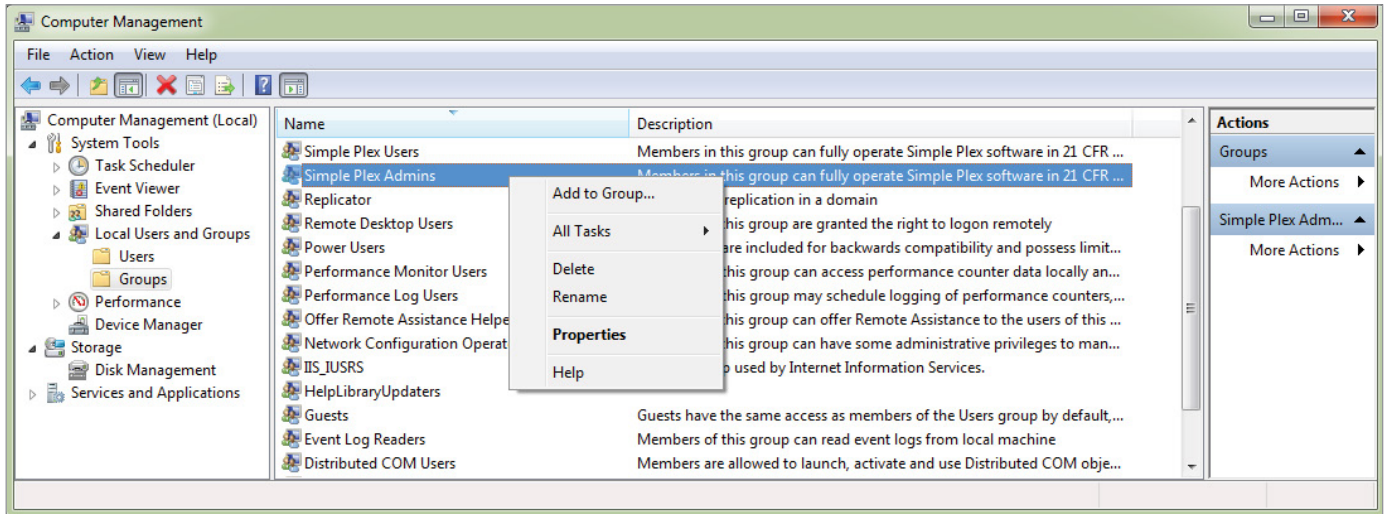 Computer Management
File Action View Help
Computer Management (Local)
System Tools
Task Scheduler
Event Viewer
Shared Folders
Local Users and Groups
Users
Groups
Performance
Device Manager
Storage
Disk Management
Services and Applications
Name Description
Simple Plex Users Members in this group can fully operate Simple Plex software in 21 CFR ...
Simple Plex Admins Members in this group can fully operate Simple Plex software in 21 CFR ...
Replicator replication in a domain
Remote Desktop Users this group are granted the right to logon remotely
Power Users are included for backwards compatibility and possess limit...
Performance Monitor Users this group can access performance counter data locally an...
Performance Log Users this group may schedule logging of performance counters,...
Offer Remote Assistance Helpe this group can offer Remote Assistance to the users of this ...
Network Configuration Operat this group can have some administrative privileges to man...
IIS_IUSRS used by Internet Information Services.
HelpLibraryUpdaters
Guests Guests have the same access as members of the Users group by default,...
Event Log Readers Members of this group can read event logs from local machine
Distributed COM Users Members are allowed to launch, activate and use Distributed COM obje...
Add to Group...
All Tasks
Delete
Rename
Properties
Help
Actions
Groups
More Actions
Simple Plex Adm...
More Actions